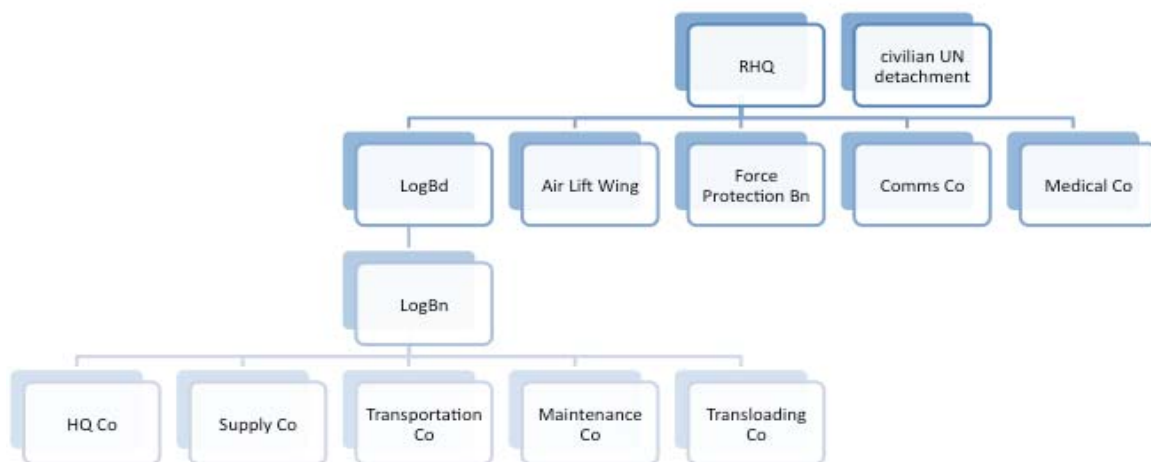 RHQ
civilian UN
detachment
LogBd
Air Lift Wing
Force
Protection Bn
Comms Co
Medical Co
LogBn
HQ Co
Supply Co
Transportation
Co
Maintenance
Co
Transloading
Co